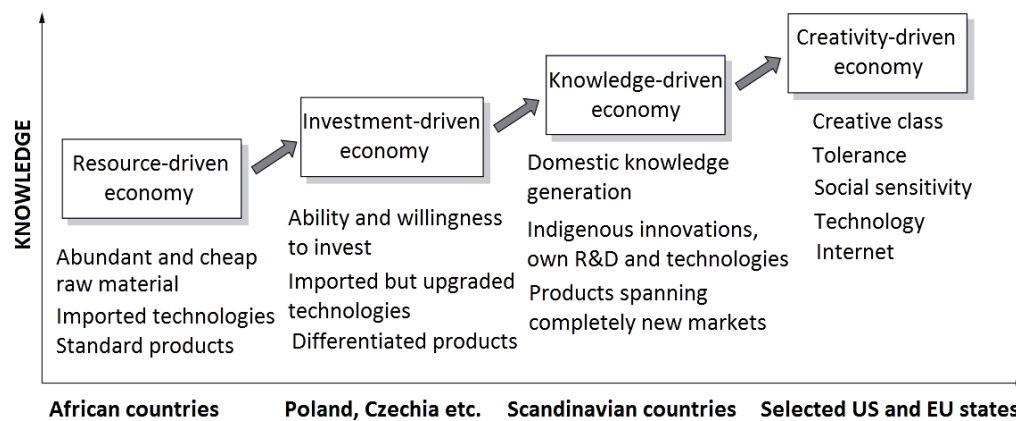 KNOWLEDGE
Resource-driven
economy
Abundant and cheap
raw material
Imported technologies
Standard products
African countries
Investment-driven
economy
Ability and willingness
to invest
Imported but upgraded
technologies
Differentiated products
Poland, Czechia etc.
Knowledge-driven
economy
Domestic knowledge
generation
Indigenous innovations,
own R&D and technologies
Products spanning
completely new markets
Scandinavian countries
Creativity-driven
economy
Creative class
Tolerance
Social sensitivity
Technology
Internet
Selected US and EU states